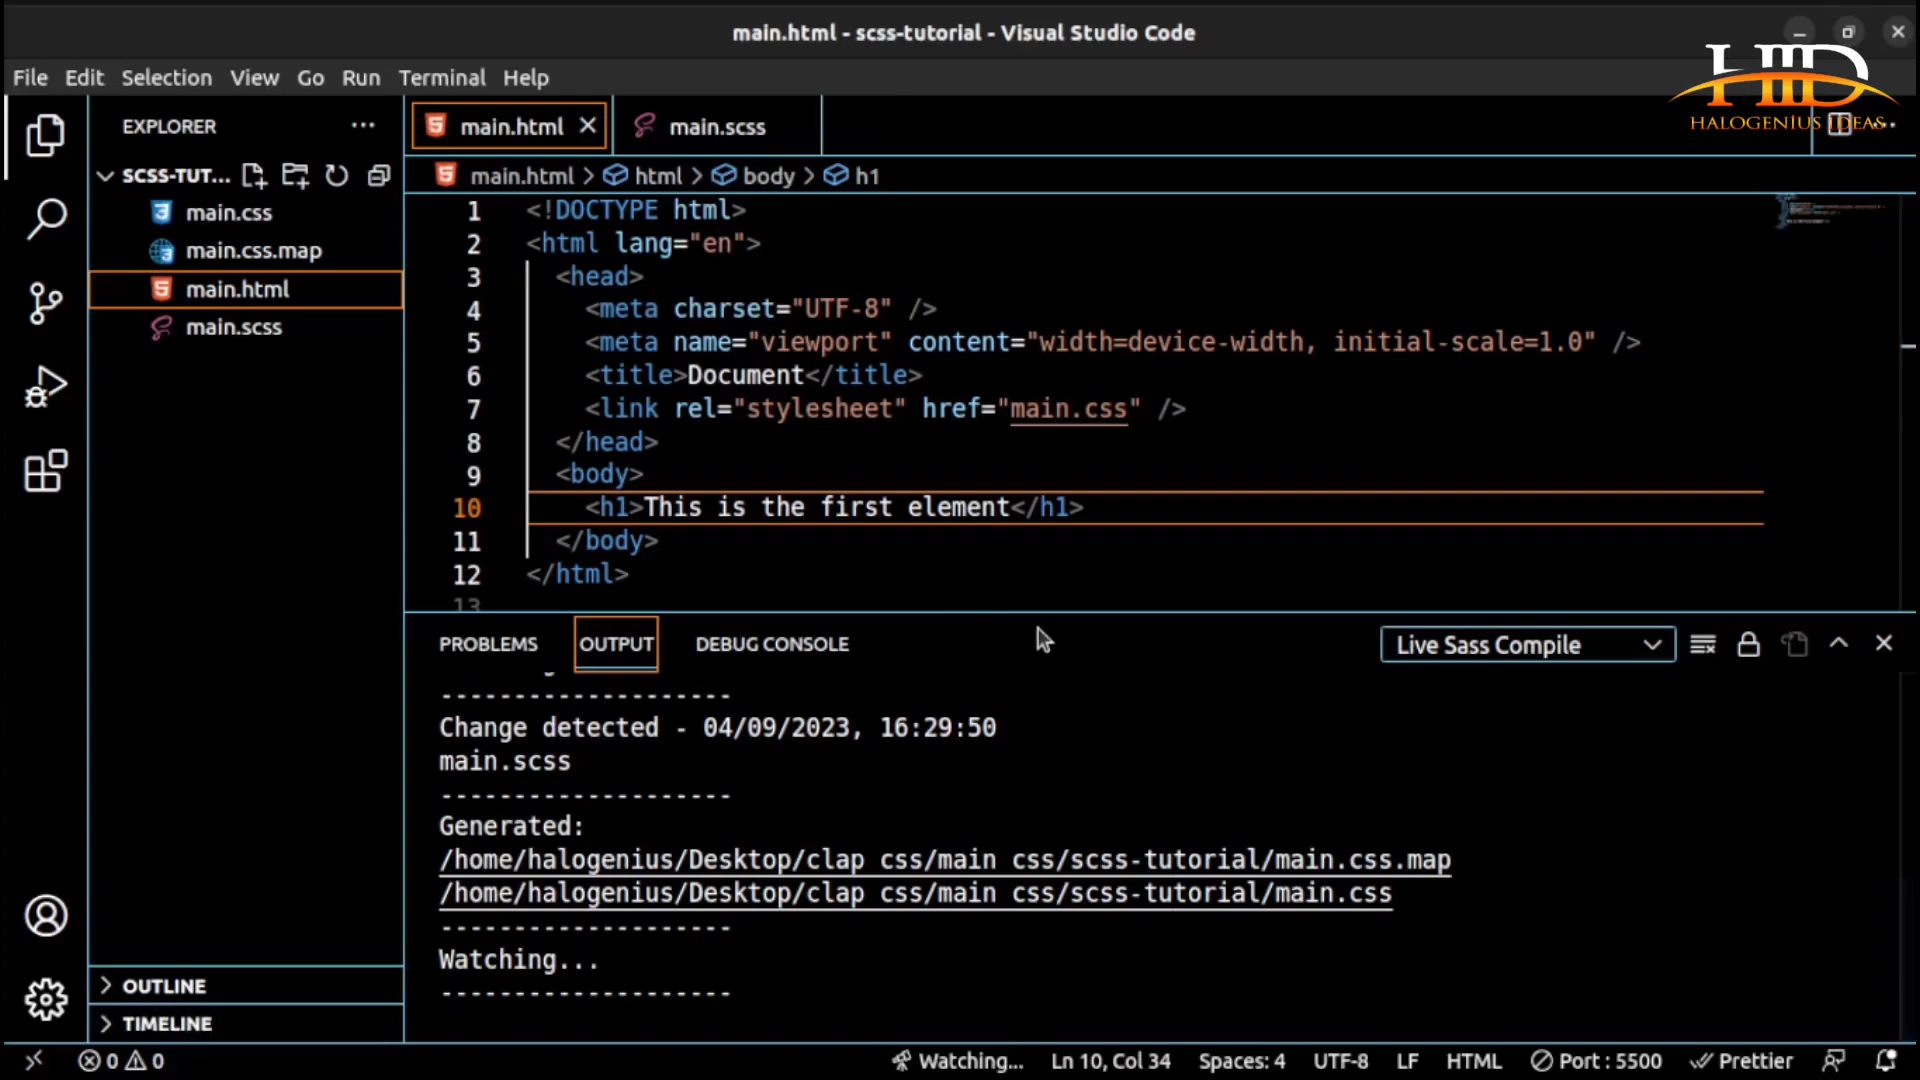 main.html - scss-tutorial - Visual Studio Code
File Edit Selection View Go Run Terminal Help
HID
HALOGENIUS IDEAS
EXPLORER
SCSS-TUT...
main.css
main.css.map
main.html
main.scss
OUTLINE
TIMELINE
main.html main.scss
main.html > html > body > h1
1 <!DOCTYPE html>
2 <html lang="en">
3 <head>
4 <meta charset="UTF-8" />
5 <meta name="viewport" content="width=device-width, initial-scale=1.0" />
6 <title>Document</title>
7 <link rel="stylesheet" href="main.css" />
8 </head>
9 <body>
10 <h1>This is the first element</h1>
11 </body>
12 </html>
13
PROBLEMS OUTPUT DEBUG CONSOLE Live Sass Compile
--------------------
Change detected - 04/09/2023, 16:29:50
main.scss
--------------------
Generated:
/home/halogenius/Desktop/clap css/main css/scss-tutorial/main.css.map
/home/halogenius/Desktop/clap css/main css/scss-tutorial/main.css
--------------------
Watching...
--------------------
0 0 Watching... Ln 10, Col 34 Spaces: 4 UTF-8 LF HTML Port : 5500 Prettier